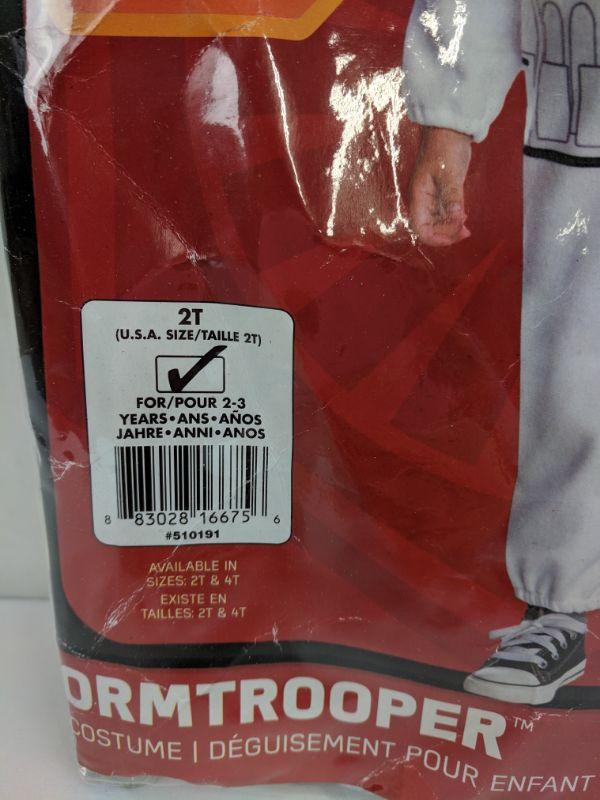 2T
(U.S.A. SIZE/TAILLE 2T)
FOR/POUR 2-3
YEARS•ANS•AÑOS
JAHRE•ANNI•ANOS
8 83028 16675 6
#510191
AVAILABLE IN
SIZES: 2T & 4T
EXISTE EN
TAILLES: 2T & 4T
ORMTROOPER™
COSTUME | DÉGUISEMENT POUR ENFANT